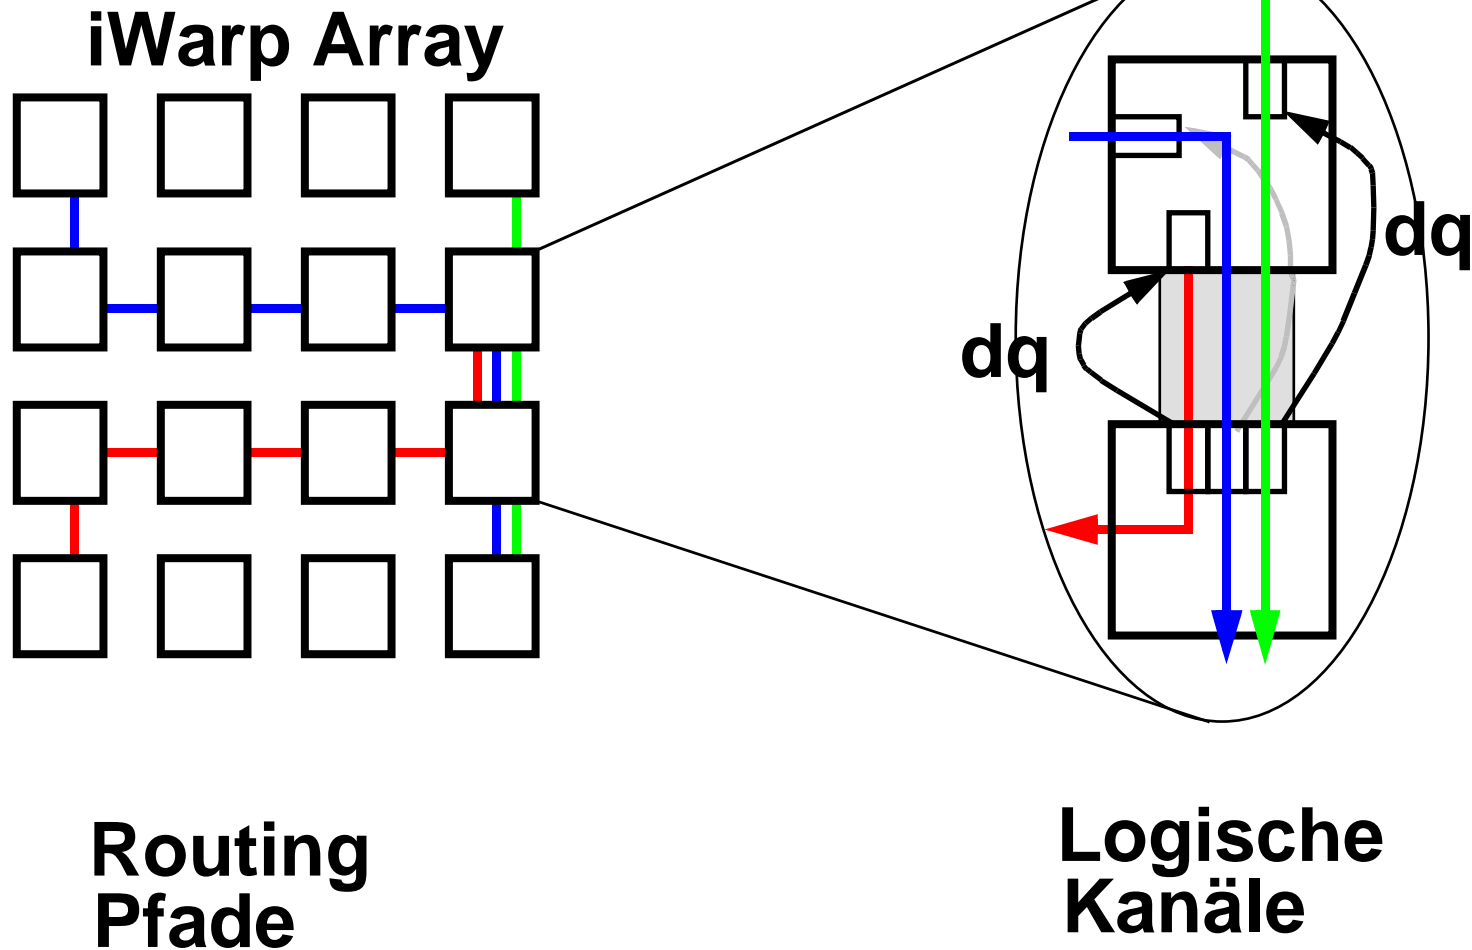 iWarp Array
dq
dq
Routing
Pfade
Logische
Kanäle